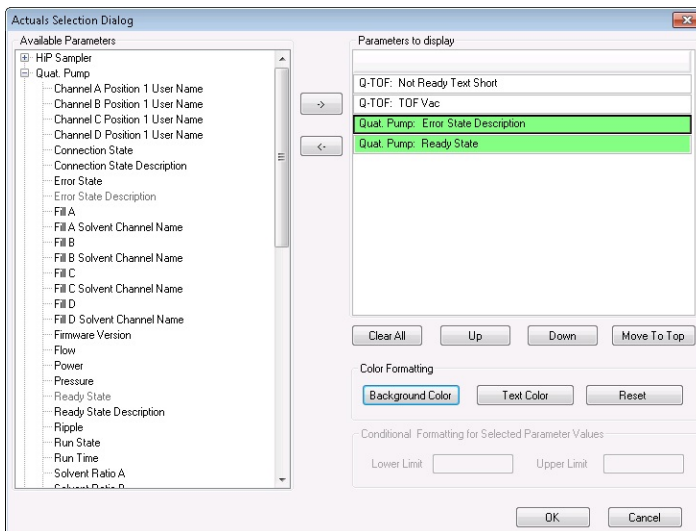 Actuals Selection Dialog
Available Parameters
HiP Sampler
Quat. Pump
Channel A Position 1 User Name
Channel B Position 1 User Name
Channel C Position 1 User Name
Channel D Position 1 User Name
Connection State
Connection State Description
Error State
Error State Description
Fill A
Fill A Solvent Channel Name
Fill B
Fill B Solvent Channel Name
Fill C
Fill C Solvent Channel Name
Fill D
Fill D Solvent Channel Name
Firmware Version
Flow
Power
Pressure
Ready State
Ready State Description
Ripple
Run State
Run Time
Solvent Ratio A
Solvent Ratio B
->
<-
Parameters to display
Q-TOF: Not Ready Text Short
Q-TOF: TOF Vac
Quat. Pump: Error State Description
Quat. Pump: Ready State
Clear All Up Down Move To Top
Color Formatting
Background Color Text Color Reset
Conditional Formatting for Selected Parameter Values
Lower Limit Upper Limit
OK Cancel